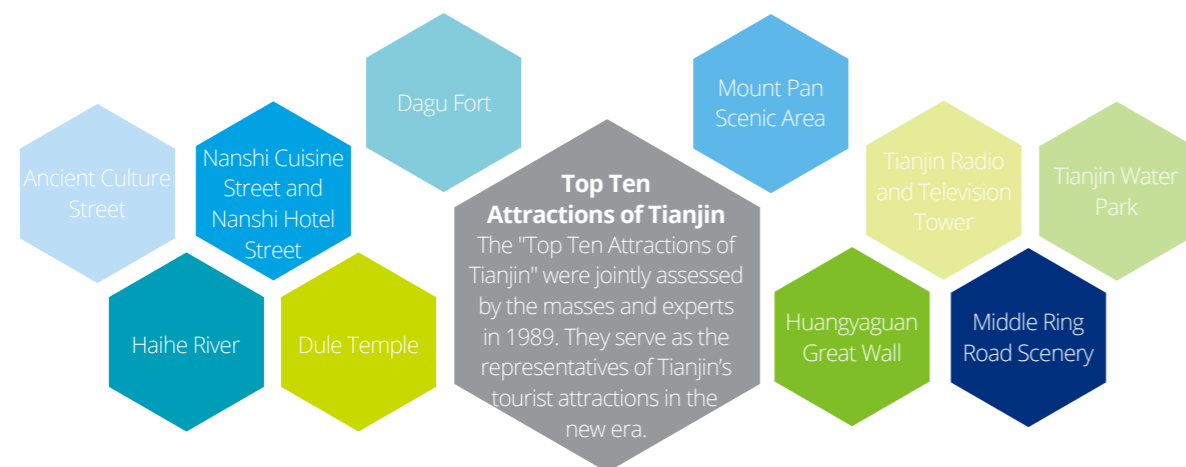 Dagu Fort
Mount Pan
Scenic Area
Ancient Culture
Street
Nanshi Cuisine
Street and
Nanshi Hotel
Street
Top Ten
Attractions of Tianjin
The "Top Ten Attractions of
Tianjin" were jointly assessed
by the masses and experts
in 1989. They serve as the
representatives of Tianjin’s
tourist attractions in the
new era.
Tianjin Radio
and Television
Tower
Tianjin Water
Park
Haihe River
Dule Temple
Huangyaguan
Great Wall
Middle Ring
Road Scenery